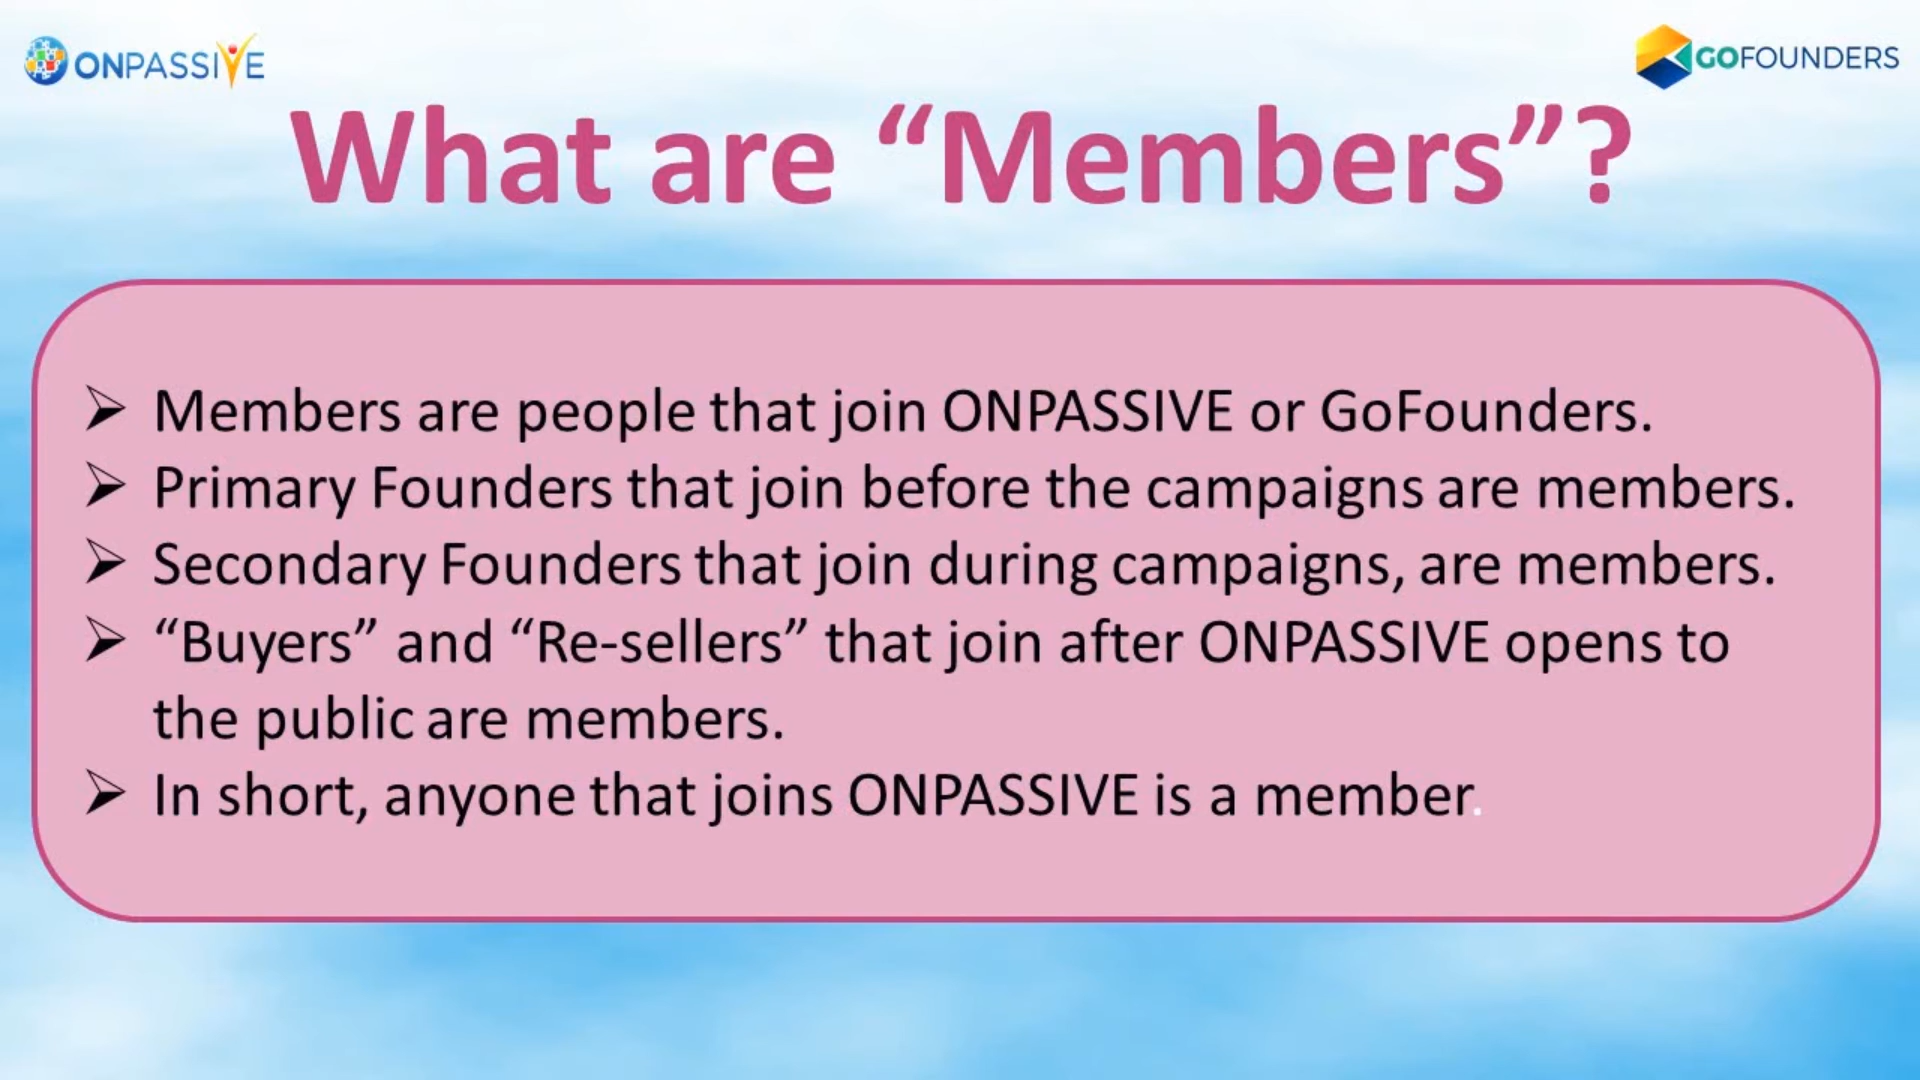 ONPASSIVE
GOFOUNDERS
What are “Members”?
➢ Members are people that join ONPASSIVE or GoFounders.
➢ Primary Founders that join before the campaigns are members.
➢ Secondary Founders that join during campaigns, are members.
➢ “Buyers” and “Re-sellers” that join after ONPASSIVE opens to
the public are members.
➢ In short, anyone that joins ONPASSIVE is a member.